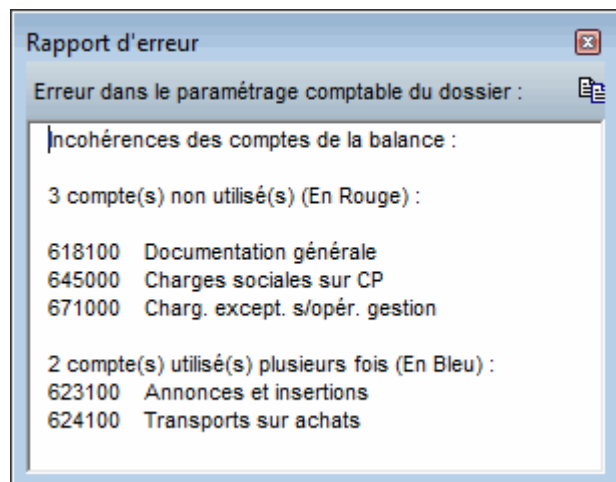 Rapport d'erreur
Erreur dans le paramétrage comptable du dossier :
Incohérences des comptes de la balance :
3 compte(s) non utilisé(s) (En Rouge) :
618100 Documentation générale
645000 Charges sociales sur CP
671000 Charg. except. s/opér. gestion
2 compte(s) utilisé(s) plusieurs fois (En Bleu) :
623100 Annonces et insertions
624100 Transports sur achats